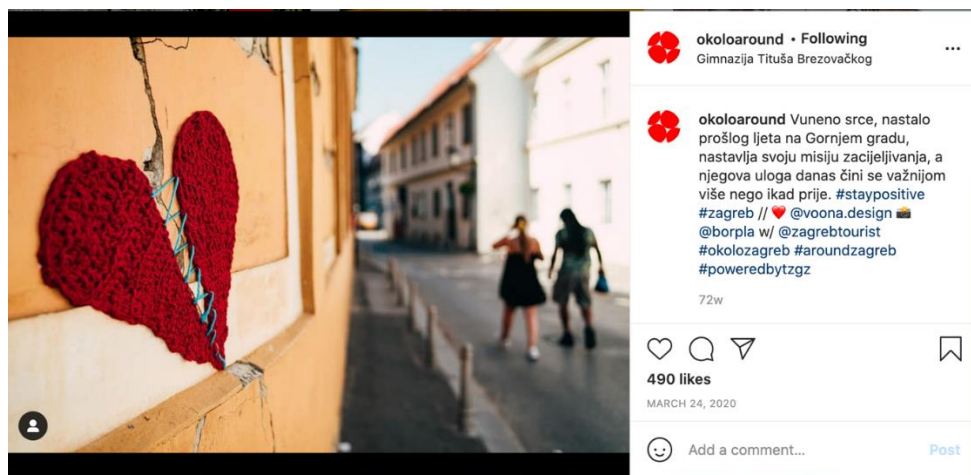 okoloaround • Following
Gimnazija Tituša Brezovačkog
okoloaround Vuneno srce, nastalo
prošlog ljeta na Gornjem gradu,
nastavlja svoju misiju zacijeljivanja, a
njegova uloga danas čini se važnijom
više nego ikad prije. #staypositive
#zagreb // ❤️ @voona.design 📸
@borpla w/ @zagrebtourist
#okolozagreb #aroundzagreb
#poweredbytzgz
72w
490 likes
MARCH 24, 2020
Add a comment...
Post